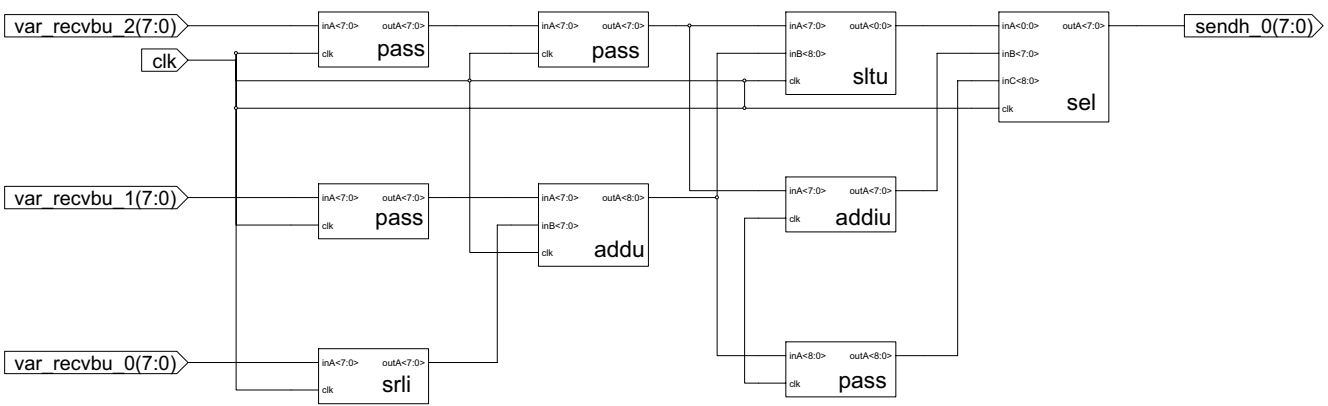 var_recvbu_2(7:0)
clk
inA<7:0> outA<7:0>
clk
pass
inA<7:0> outA<7:0>
clk
pass
inA<7:0> outA<0:0>
inB<8:0>
clk
sltu
inA<0:0> outA<7:0>
inB<7:0>
inC<8:0>
clk
sel
sendh_0(7:0)
var_recvbu_1(7:0)
inA<7:0> outA<7:0>
clk
pass
inA<7:0> outA<8:0>
inB<7:0>
clk
addu
inA<7:0> outA<7:0>
clk
addiu
var_recvbu_0(7:0)
inA<7:0> outA<7:0>
clk
srli
inA<8:0> outA<8:0>
clk
pass